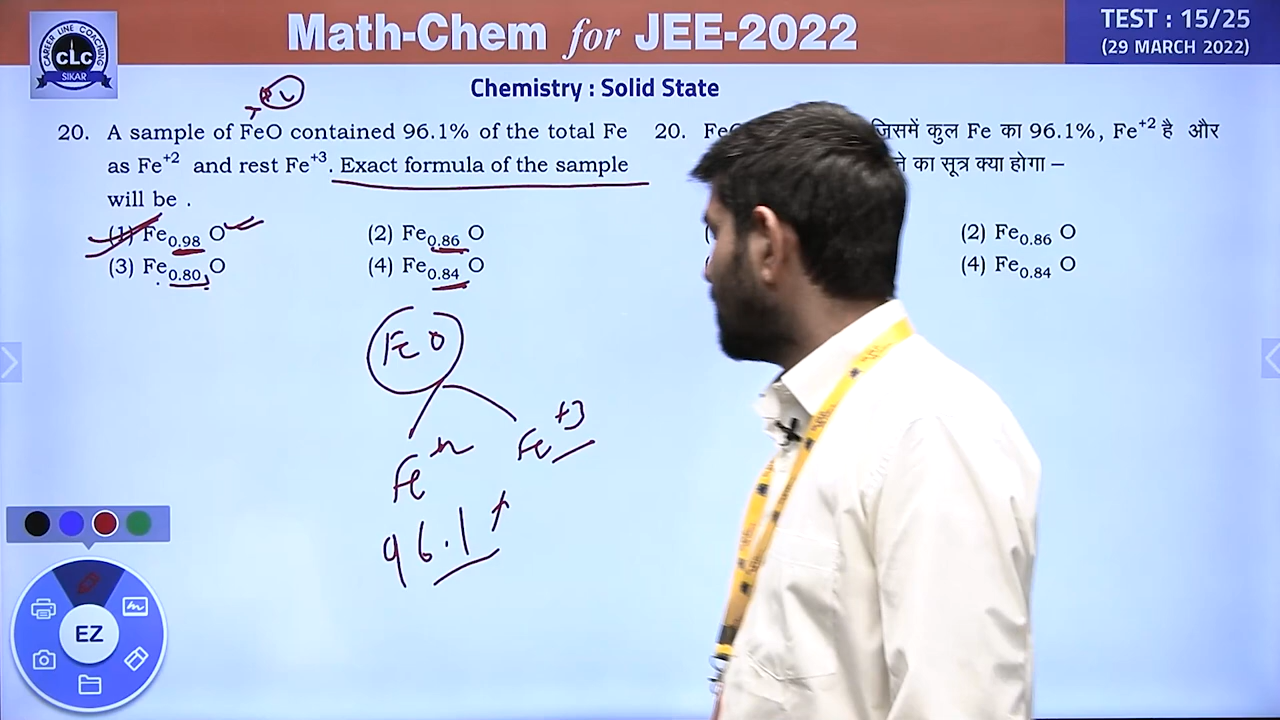 CAREER LINE COACHING
CLC
SIKAR
Math-Chem for JEE-2022
TEST : 15/25
(29 MARCH 2022)
Chemistry : Solid State
20. A sample of FeO contained 96.1% of the total Fe
as Fe+2 and rest Fe+3. Exact formula of the sample
will be .
(1) Fe0.98 O
(2) Fe0.86 O
(3) Fe0.80 O
(4) Fe0.84 O
20. जिसमें कुल Fe का 96.1%, Fe+2 है और
का सूत्र क्या होगा –
(2) Fe0.86 O
(4) Fe0.84 O
FeO
Fe+3
Fe
96.1
EZ